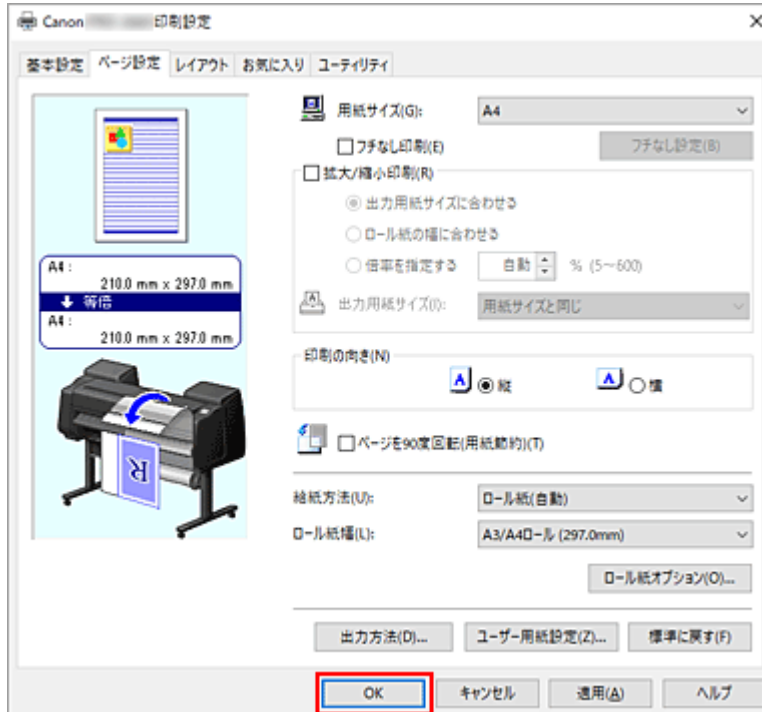 Canon 印刷設定
基本設定 ページ設定 レイアウト お気に入り ユーティリティ
用紙サイズ(G): A4
フチなし印刷(E) フチなし設定(B)
拡大/縮小印刷(R)
出力用紙サイズに合わせる
ロール紙の幅に合わせる
倍率を指定する 自動 % (5～600)
出力用紙サイズ(I): 用紙サイズと同じ
A4 :
210.0 mm x 297.0 mm
等倍
A4 :
210.0 mm x 297.0 mm
印刷の向き(N)
A 縦 A 横
R
ページを90度回転(用紙節約)(T)
給紙方法(U): ロール紙(自動)
ロール紙幅(L): A3/A4ロール (297.0mm)
ロール紙オプション(O)...
出力方法(D)... ユーザー用紙設定(Z)... 標準に戻す(F)
OK キャンセル 適用(A) ヘルプ